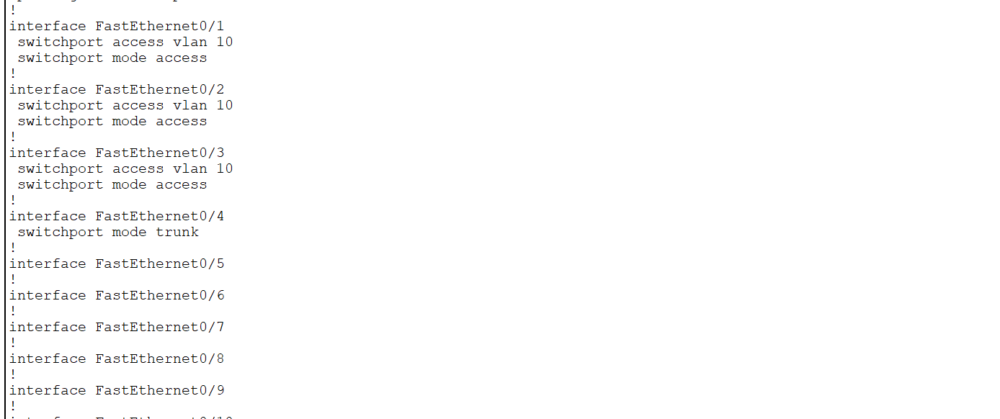 !
interface FastEthernet0/1
 switchport access vlan 10
 switchport mode access
!
interface FastEthernet0/2
 switchport access vlan 10
 switchport mode access
!
interface FastEthernet0/3
 switchport access vlan 10
 switchport mode access
!
interface FastEthernet0/4
 switchport mode trunk
!
interface FastEthernet0/5
!
interface FastEthernet0/6
!
interface FastEthernet0/7
!
interface FastEthernet0/8
!
interface FastEthernet0/9
!